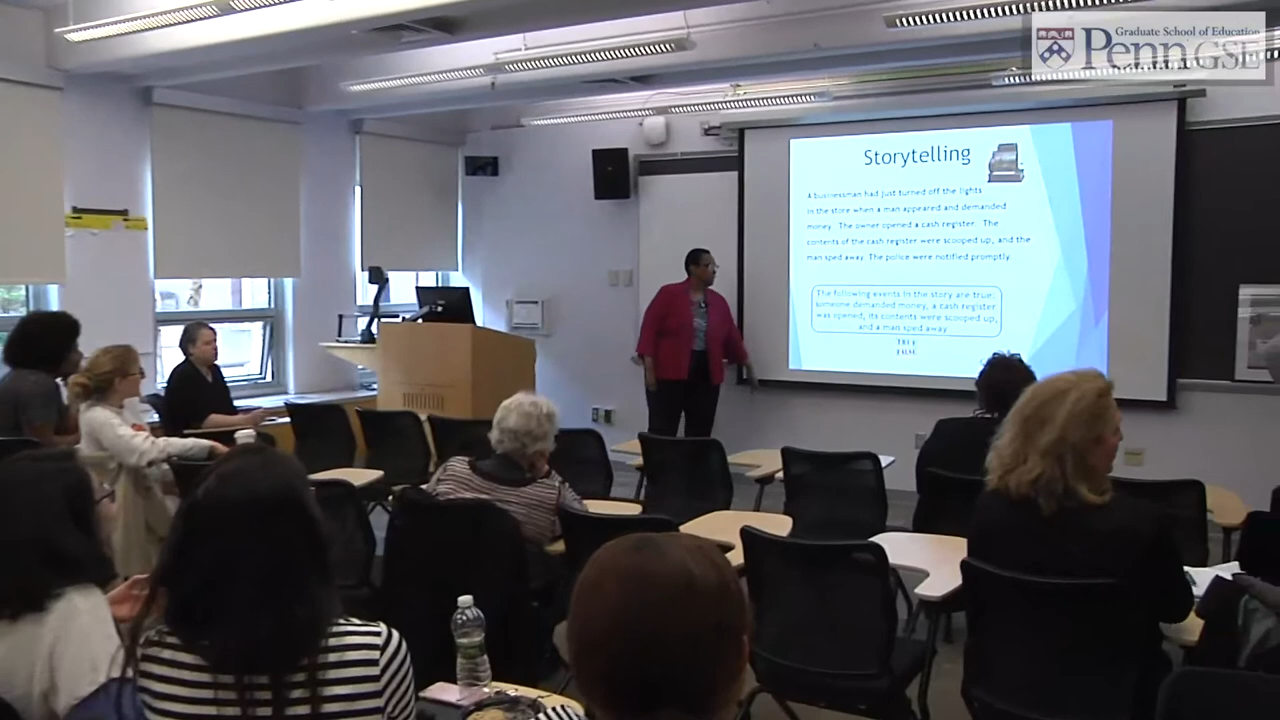 Graduate School of Education
Penn GSE
Storytelling
A businessman had just turned off the lights
in the store when a man appeared and demanded
money. The owner opened a cash register. The
contents of the cash register were scooped up, and the
man sped away. The police were notified promptly.
The following events in the story are true:
someone demanded money, a cash register
was opened, its contents were scooped up,
and a man sped away
TRUE
FALSE